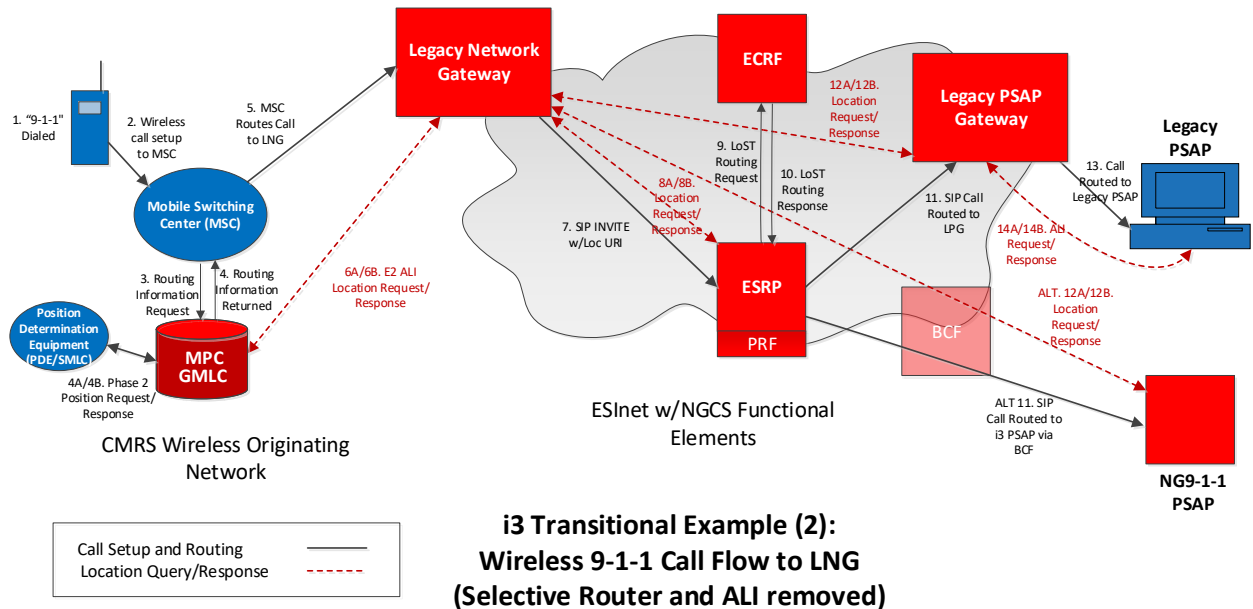 Legacy Network
Gateway
ECRF
Legacy PSAP
Gateway
Legacy
PSAP
1. “9-1-1"
Dialed
2. Wireless
call setup
to MSC
5. MSC
Routes Call
to LNG
12A/12B.
Location
Request/
Response
Mobile Switching
Center (MSC)
9. LoST
Routing
Request
10. LoST
Routing
Response
8A/8B.
Location
Request/
Response
7. SIP INVITE
w/Loc URI
11. SIP Call
Routed to
LPG
13. Call
Routed to
Legacy PSAP
14A/14B. ALI
Request/
Response
3. Routing
Information
Request
4. Routing
Information
Returned
6A/6B. E2 ALI
Location Request/
Response
ESRP
PRF
BCF
ALT. 12A/12B.
Location
Request/
Response
Position
Determination
Equipment
(PDE/SMLC)
MPC
GMLC
4A/4B. Phase 2
Position Request/
Response
ALT 11. SIP
Call Routed to
i3 PSAP via
BCF
NG9-1-1
PSAP
CMRS Wireless Originating
Network
ESInet w/NGCS Functional
Elements
Call Setup and Routing
Location Query/Response
i3 Transitional Example (2):
Wireless 9-1-1 Call Flow to LNG
(Selective Router and ALI removed)